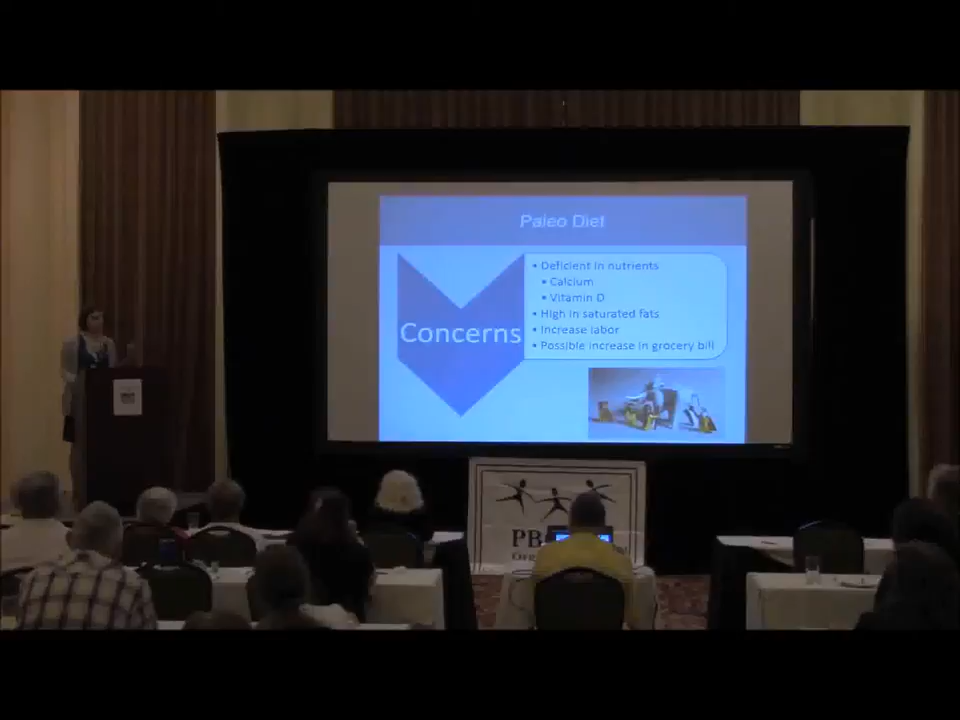 Paleo Diet
Concerns
▪ Deficient in nutrients
▪ Calcium
▪ Vitamin D
▪ High in saturated fats
▪ Increase labor
▪ Possible increase in grocery bill